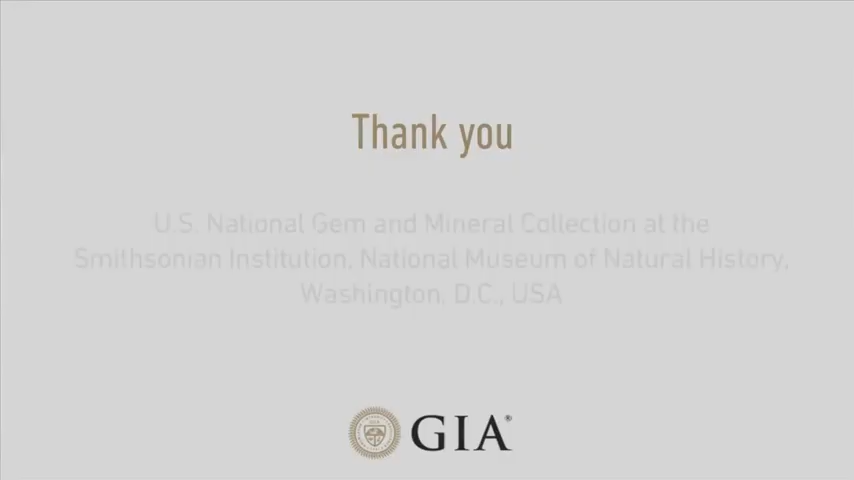 Thank you
U.S. National Gem and Mineral Collection at the
Smithsonian Institution, National Museum of Natural History,
Washington, D.C., USA
GIA®